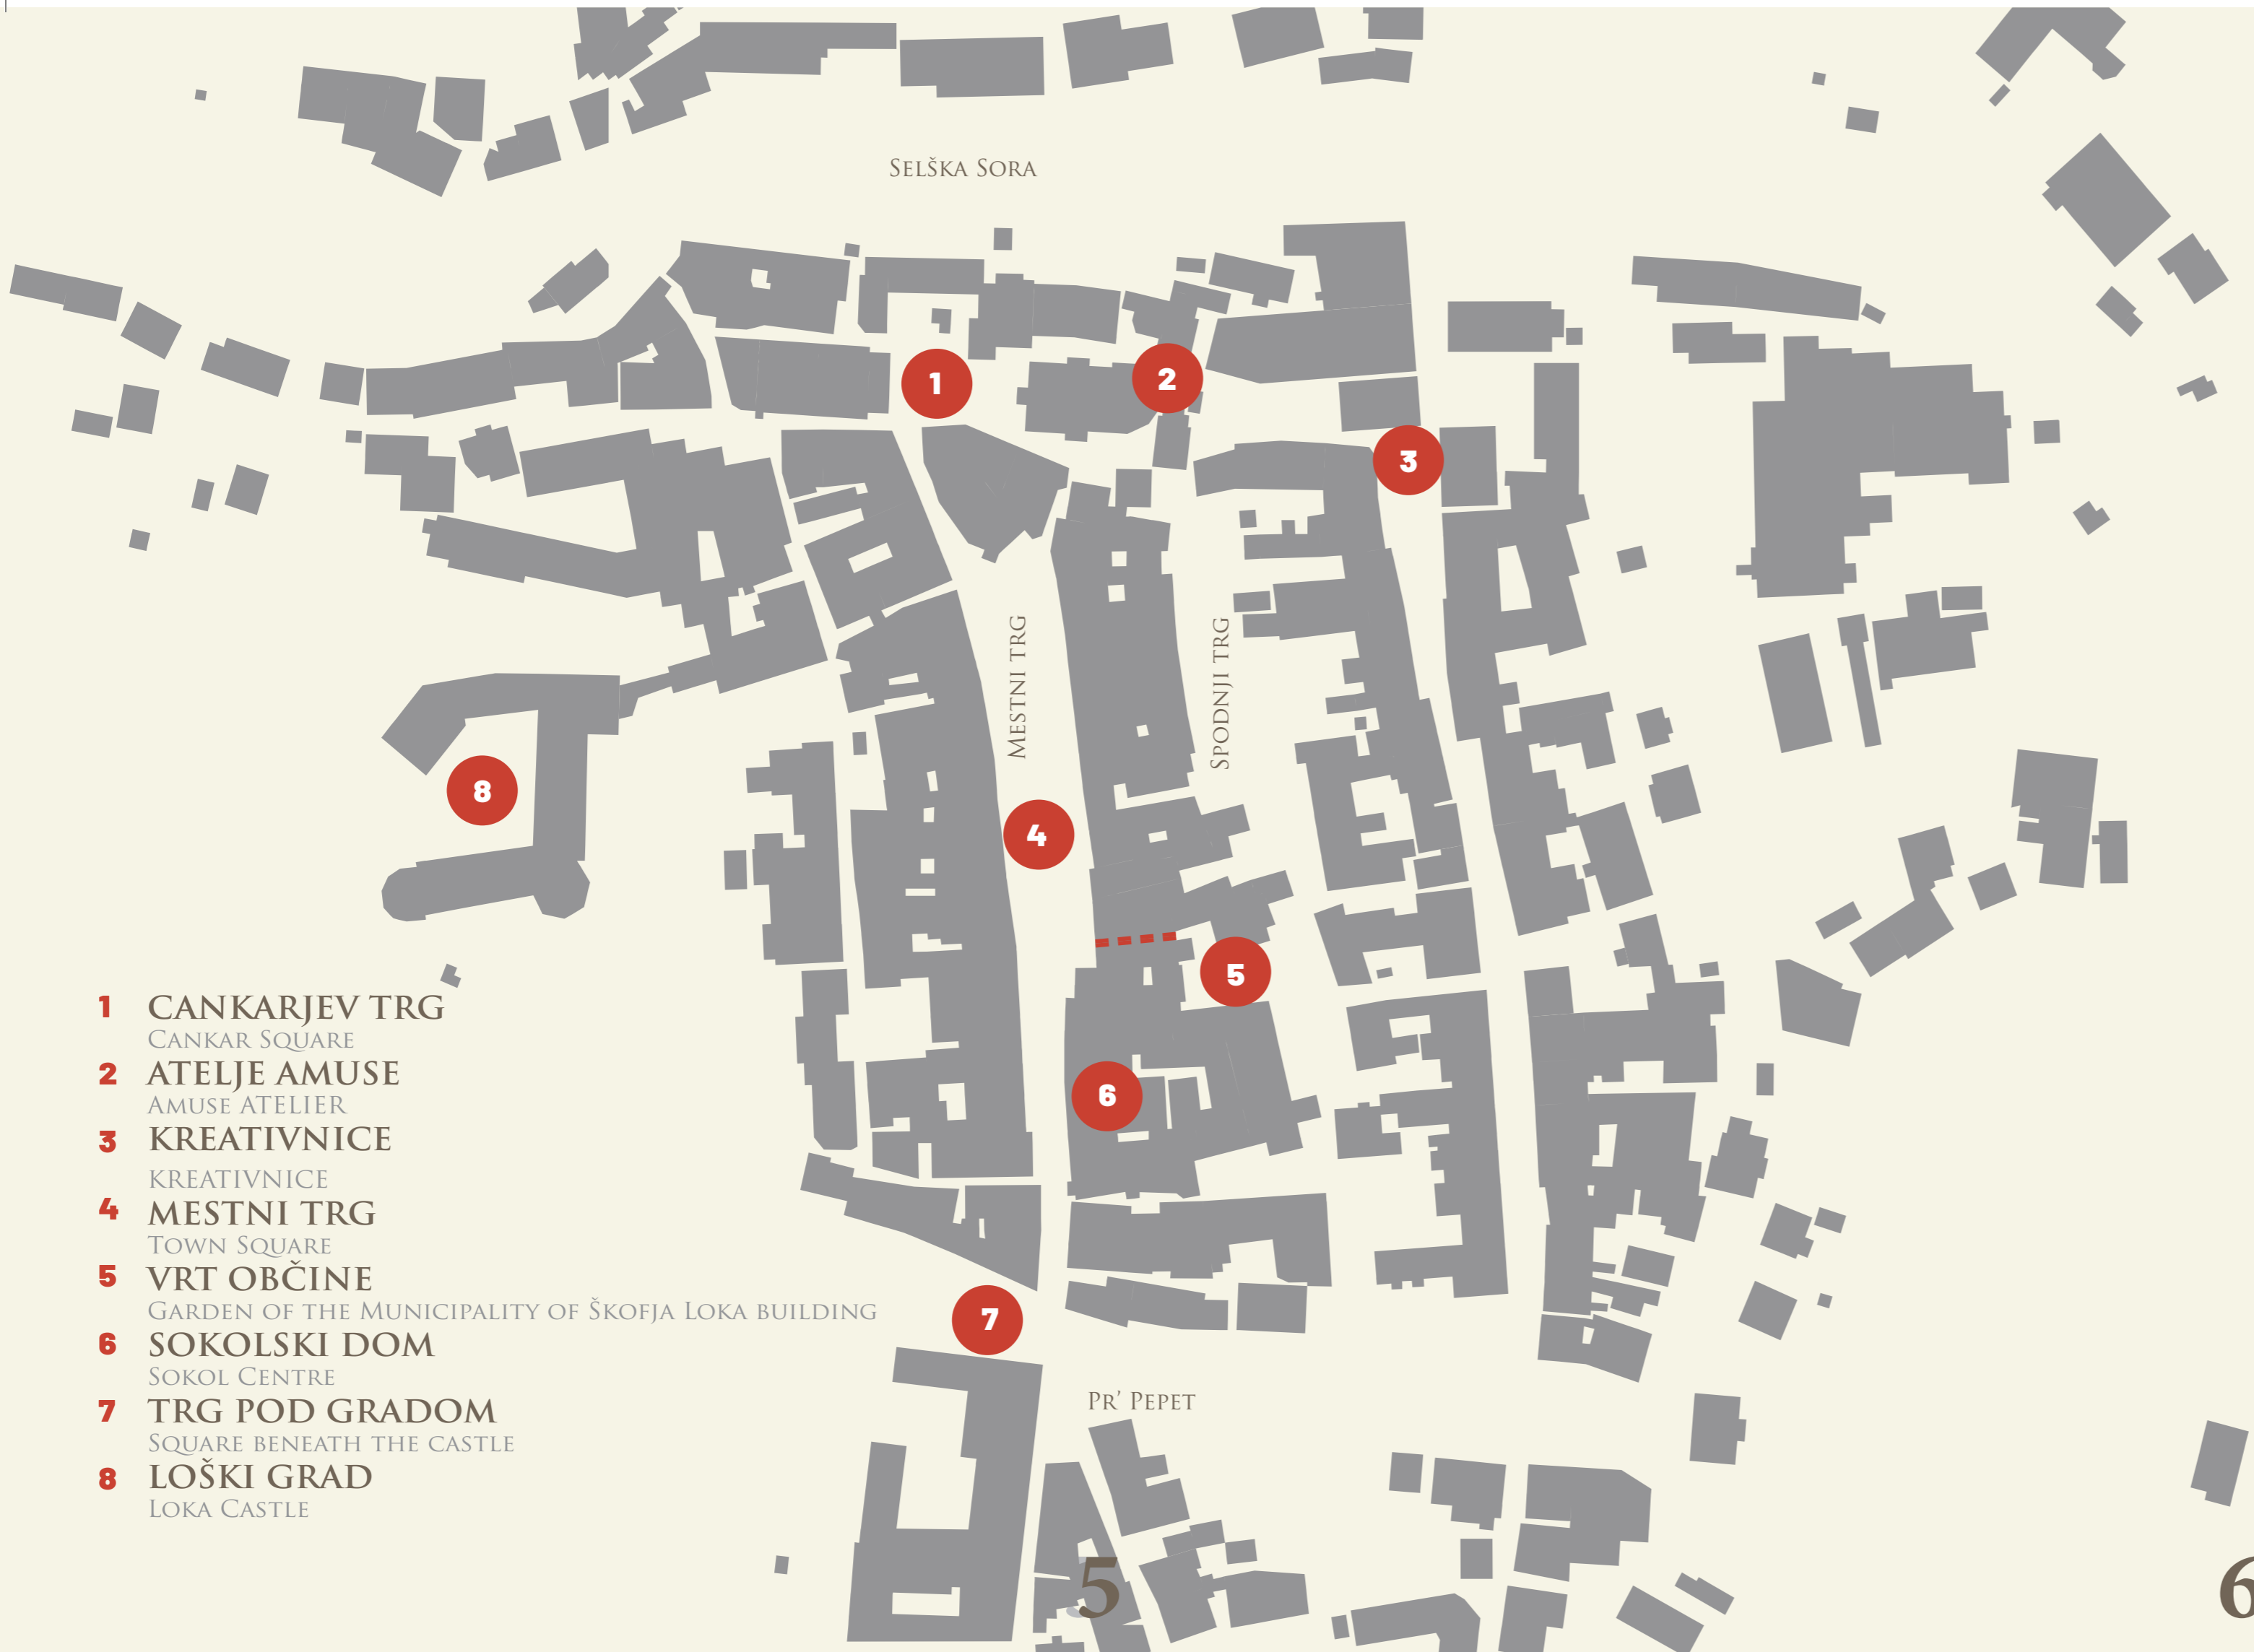 Selška Sora
1
2
3
Mestni trg
Spodnji trg
8
4
5
6
7
Pr' Pepet
1 CANKARJEV TRG
Cankar Square
2 ATELJE AMUSE
Amuse ATELIER
3 KREATIVNICE
KREATIVNICE
4 MESTNI TRG
Town Square
5 VRT OBČINE
Garden of the Municipality of Škofja Loka building
6 SOKOLSKI DOM
Sokol Centre
7 TRG POD GRADOM
Square beneath the castle
8 LOŠKI GRAD
Loka Castle
5
6